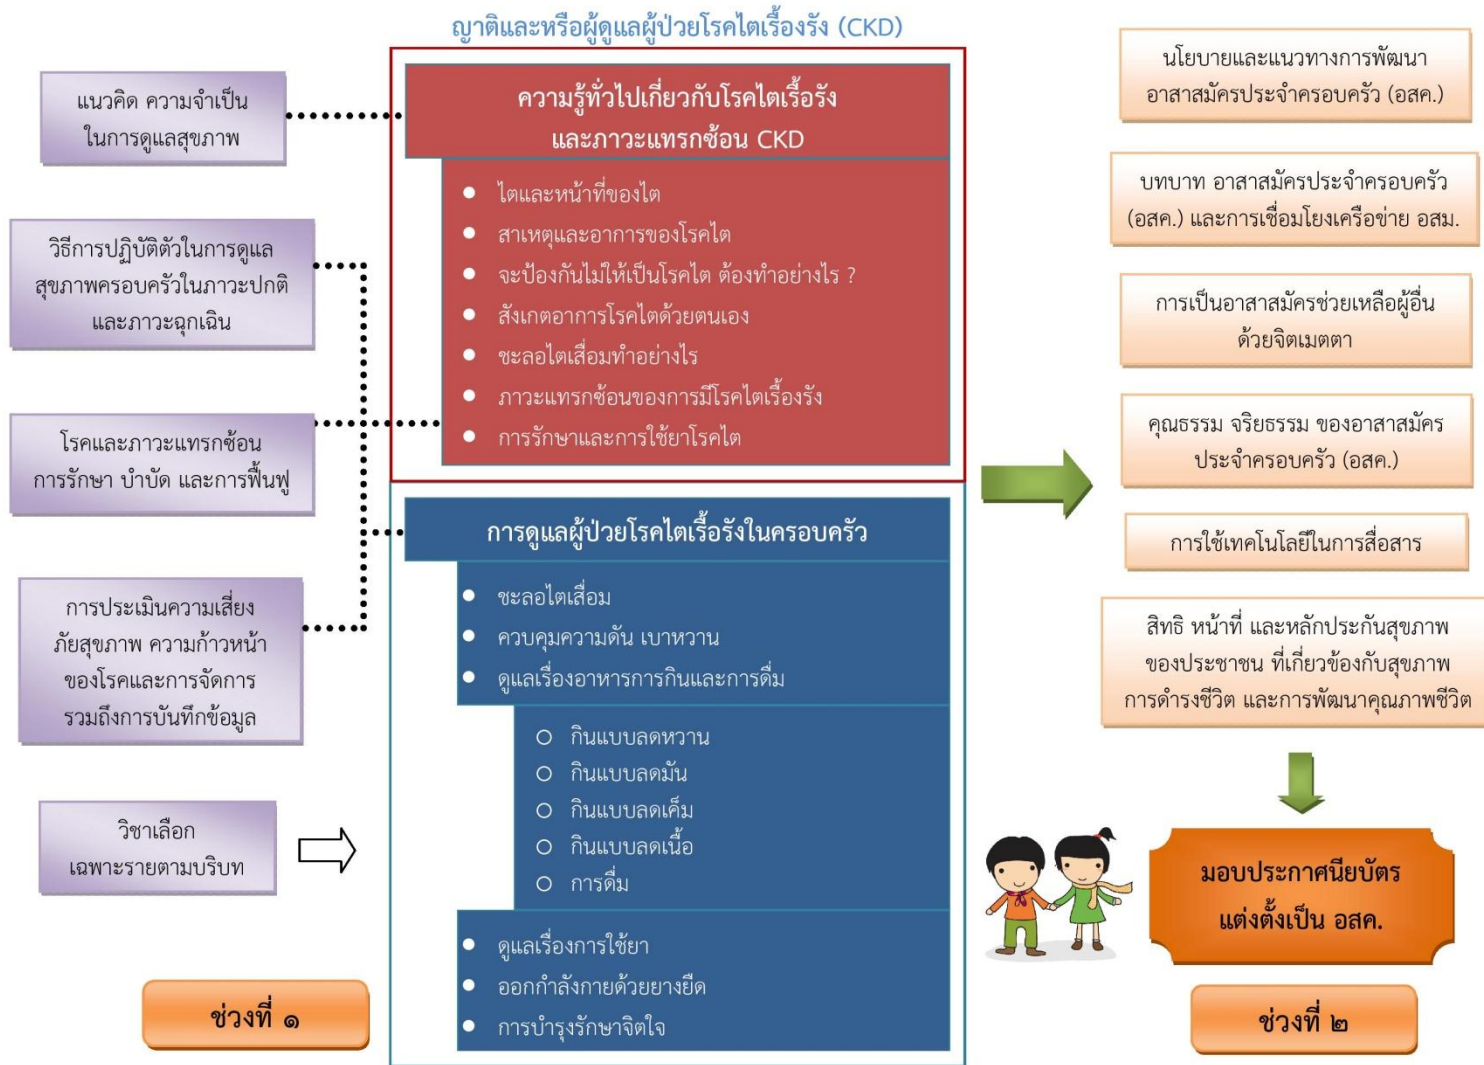 ญาติและหรือผู้ดูแลผู้ป่วยโรคไตเรื้องรัง (CKD)
แนวคิด ความจำเป็น
ในการดูแลสุขภาพ
วิธีการปฏิบัติตัวในการดูแล
สุขภาพครอบครัวในภาวะปกติ
และภาวะฉุกเฉิน
โรคและภาวะแทรกซ้อน
การรักษา บำบัด และการฟื้นฟู
การประเมินความเสี่ยง
ภัยสุขภาพ ความก้าวหน้า
ของโรคและการจัดการ
รวมถึงการบันทึกข้อมูล
วิชาเลือก
เฉพาะรายตามบริบท
ช่วงที่ ๑
ความรู้ทั่วไปเกี่ยวกับโรคไตเรื้อรัง
และภาวะแทรกซ้อน CKD
● ไตและหน้าที่ของไต
● สาเหตุและอาการของโรคไต
● จะป้องกันไม่ให้เป็นโรคไต ต้องทำอย่างไร ?
● สังเกตอาการโรคไตด้วยตนเอง
● ชะลอไตเสื่อมทำอย่างไร
● ภาวะแทรกซ้อนของการมีโรคไตเรื้องรัง
● การรักษาและการใช้ยาโรคไต
การดูแลผู้ป่วยโรคไตเรื้อรังในครอบครัว
● ชะลอไตเสื่อม
● ควบคุมความดัน เบาหวาน
● ดูแลเรื่องอาหารการกินและการดื่ม
○ กินแบบลดหวาน
○ กินแบบลดมัน
○ กินแบบลดเค็ม
○ กินแบบลดเนื้อ
○ การดื่ม
● ดูแลเรื่องการใช้ยา
● ออกกำลังกายด้วยยางยืด
● การบำรุงรักษาจิตใจ
นโยบายและแนวทางการพัฒนา
อาสาสมัครประจำครอบครัว (อสค.)
บทบาท อาสาสมัครประจำครอบครัว
(อสค.) และการเชื่อมโยงเครือข่าย อสม.
การเป็นอาสาสมัครช่วยเหลือผู้อื่น
ด้วยจิตเมตตา
คุณธรรม จริยธรรม ของอาสาสมัคร
ประจำครอบครัว (อสค.)
การใช้เทคโนโลยีในการสื่อสาร
สิทธิ หน้าที่ และหลักประกันสุขภาพ
ของประชาชน ที่เกี่ยวข้องกับสุขภาพ
การดำรงชีวิต และการพัฒนาคุณภาพชีวิต
มอบประกาศนียบัตร
แต่งตั้งเป็น อสค.
ช่วงที่ ๒